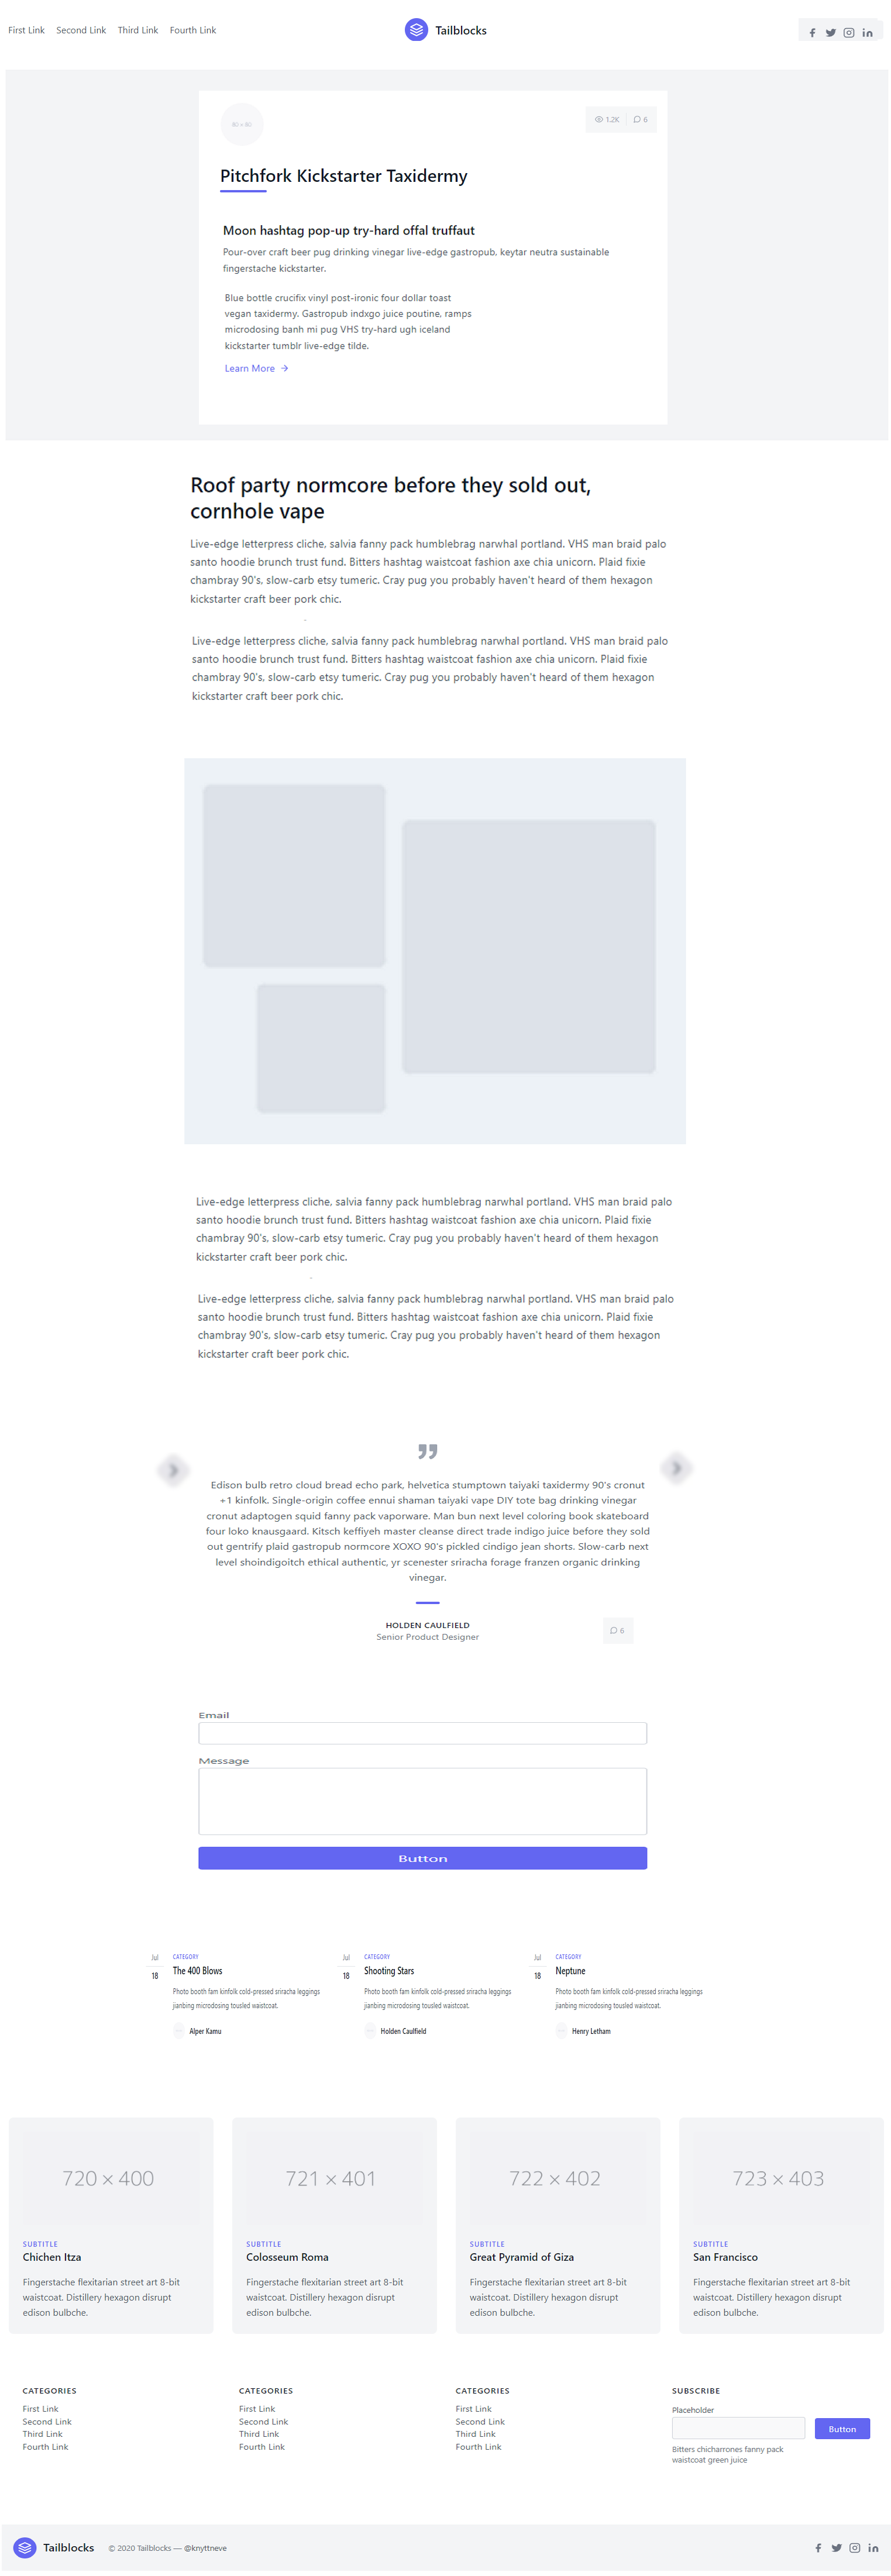 First Link Second Link Third Link Fourth Link
Tailblocks
1.2K 6
Pitchfork Kickstarter Taxidermy
Moon hashtag pop-up try-hard offal truffaut
Pour-over craft beer pug drinking vinegar live-edge gastropub, keytar neutra sustainable
fingerstache kickstarter.
Blue bottle crucifix vinyl post-ironic four dollar toast
vegan taxidermy. Gastropub indxgo juice poutine, ramps
microdosing banh mi pug VHS try-hard ugh iceland
kickstarter tumblr live-edge tilde.
Learn More
Roof party normcore before they sold out,
cornhole vape
Live-edge letterpress cliche, salvia fanny pack humblebrag narwhal portland. VHS man braid palo
santo hoodie brunch trust fund. Bitters hashtag waistcoat fashion axe chia unicorn. Plaid fixie
chambray 90's, slow-carb etsy tumeric. Cray pug you probably haven't heard of them hexagon
kickstarter craft beer pork chic.
Live-edge letterpress cliche, salvia fanny pack humblebrag narwhal portland. VHS man braid palo
santo hoodie brunch trust fund. Bitters hashtag waistcoat fashion axe chia unicorn. Plaid fixie
chambray 90's, slow-carb etsy tumeric. Cray pug you probably haven't heard of them hexagon
kickstarter craft beer pork chic.
Live-edge letterpress cliche, salvia fanny pack humblebrag narwhal portland. VHS man braid palo
santo hoodie brunch trust fund. Bitters hashtag waistcoat fashion axe chia unicorn. Plaid fixie
chambray 90's, slow-carb etsy tumeric. Cray pug you probably haven't heard of them hexagon
kickstarter craft beer pork chic.
Live-edge letterpress cliche, salvia fanny pack humblebrag narwhal portland. VHS man braid palo
santo hoodie brunch trust fund. Bitters hashtag waistcoat fashion axe chia unicorn. Plaid fixie
chambray 90's, slow-carb etsy tumeric. Cray pug you probably haven't heard of them hexagon
kickstarter craft beer pork chic.
Edison bulb retro cloud bread echo park, helvetica stumptown taiyaki taxidermy 90's cronut
+1 kinfolk. Single-origin coffee ennui shaman taiyaki vape DIY tote bag drinking vinegar
cronut adaptogen squid fanny pack vaporware. Man bun next level coloring book skateboard
four loko knausgaard. Kitsch keffiyeh master cleanse direct trade indigo juice before they sold
out gentrify plaid gastropub normcore XOXO 90's pickled cindigo jean shorts. Slow-carb next
level shoindigoitch ethical authentic, yr scenester sriracha forage franzen organic drinking
vinegar.
HOLDEN CAULFIELD
Senior Product Designer
6
Email
Message
Button
Jul
18
CATEGORY
The 400 Blows
Photo booth fam kinfolk cold-pressed sriracha leggings
jianbing microdosing tousled waistcoat.
Alper Kamu
Jul
18
CATEGORY
Shooting Stars
Photo booth fam kinfolk cold-pressed sriracha leggings
jianbing microdosing tousled waistcoat.
Holden Caulfield
Jul
18
CATEGORY
Neptune
Photo booth fam kinfolk cold-pressed sriracha leggings
jianbing microdosing tousled waistcoat.
Henry Letham
720 × 400
SUBTITLE
Chichen Itza
Fingerstache flexitarian street art 8-bit
waistcoat. Distillery hexagon disrupt
edison bulbche.
721 × 401
SUBTITLE
Colosseum Roma
Fingerstache flexitarian street art 8-bit
waistcoat. Distillery hexagon disrupt
edison bulbche.
722 × 402
SUBTITLE
Great Pyramid of Giza
Fingerstache flexitarian street art 8-bit
waistcoat. Distillery hexagon disrupt
edison bulbche.
723 × 403
SUBTITLE
San Francisco
Fingerstache flexitarian street art 8-bit
waistcoat. Distillery hexagon disrupt
edison bulbche.
CATEGORIES
First Link
Second Link
Third Link
Fourth Link
CATEGORIES
First Link
Second Link
Third Link
Fourth Link
CATEGORIES
First Link
Second Link
Third Link
Fourth Link
SUBSCRIBE
Placeholder
Button
Bitters chicharrones fanny pack
waistcoat green juice
Tailblocks
© 2020 Tailblocks — @knyttneve